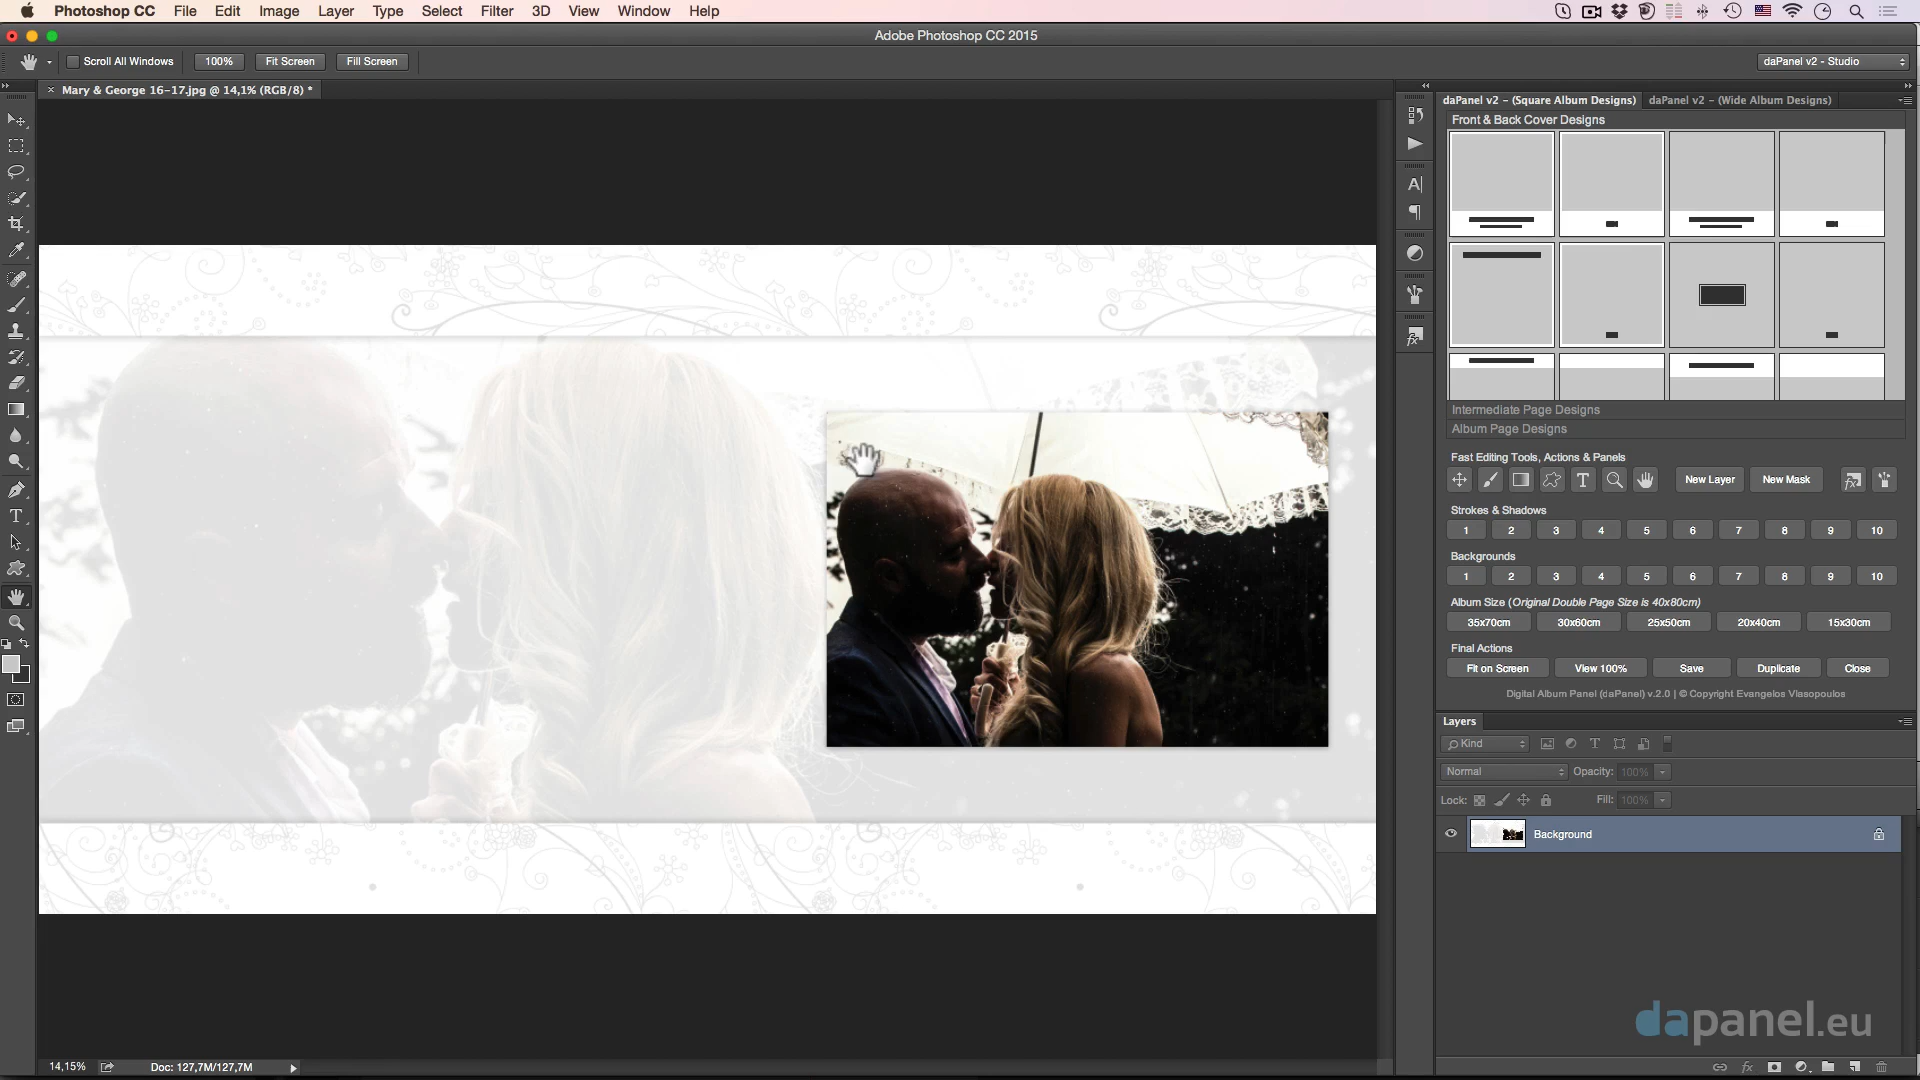 Photoshop CC File Edit Image Layer Type Select Filter 3D View Window Help
Adobe Photoshop CC 2015
Scroll All Windows 100% Fit Screen Fill Screen daPanel v2 - Studio
× Mary & George 16-17.jpg @ 14,1% (RGB/8) *
daPanel v2 - (Square Album Designs) daPanel v2 - (Wide Album Designs)
Front & Back Cover Designs
Intermediate Page Designs
Album Page Designs
Fast Editing Tools, Actions & Panels
T New Layer New Mask fx
Strokes & Shadows
1 2 3 4 5 6 7 8 9 10
Backgrounds
1 2 3 4 5 6 7 8 9 10
Album Size (Original Double Page Size is 40x80cm)
35x70cm 30x60cm 25x50cm 20x40cm 15x30cm
Final Actions
Fit on Screen View 100% Save Duplicate Close
Digital Album Panel (daPanel) v.2.0 | © Copyright Evangelos Vlasopoulos
Layers
Kind T
Normal Opacity: 100%
Lock: Fill: 100%
Background
dapanel.eu
14,15% Doc: 127,7M/127,7M fx